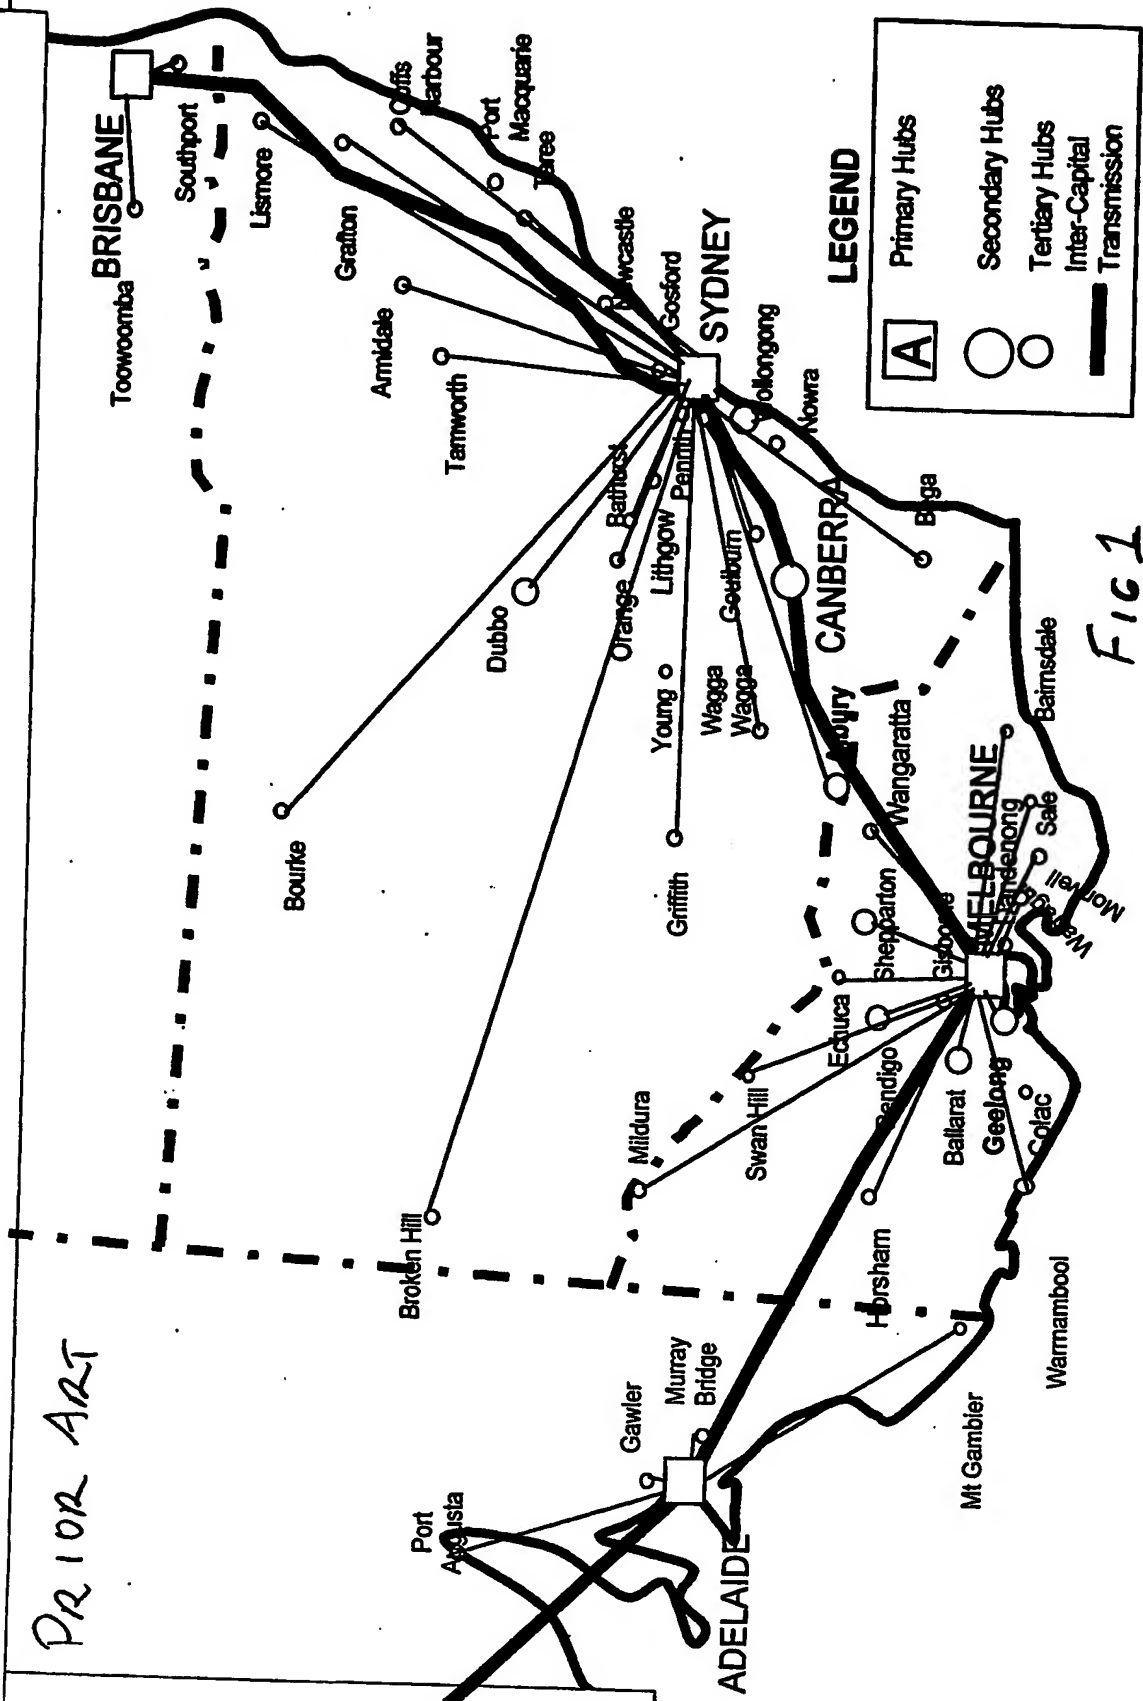 PRIOR ART
BRISBANE
Toowoomba
Southport
Lismore
Grafton
Coffs
Harbour
Port
Macquarie
Taree
Armidale
Tamworth
Newcastle
Gosford
SYDNEY
Wollongong
Nowra
Bourke
Dubbo
Bathurst
Orange
Lithgow
Penrith
Young
Griffith
Wagga
Wagga
Goulburn
CANBERRA
Bega
Broken Hill
Mildura
Albury
Wangaratta
Shepparton
Echuca
Swan Hill
Bendigo
Gisborne
MELBOURNE
Dandenong
Bairnsdale
Sale
Morwell
Ballarat
Geelong
Colac
Horsham
Warrnambool
Mt Gambier
Murray
Bridge
Gawler
Port
Augusta
ADELAIDE
LEGEND
A
Primary Hubs
Secondary Hubs
Tertiary Hubs
Inter-Capital
Transmission
FIG 1